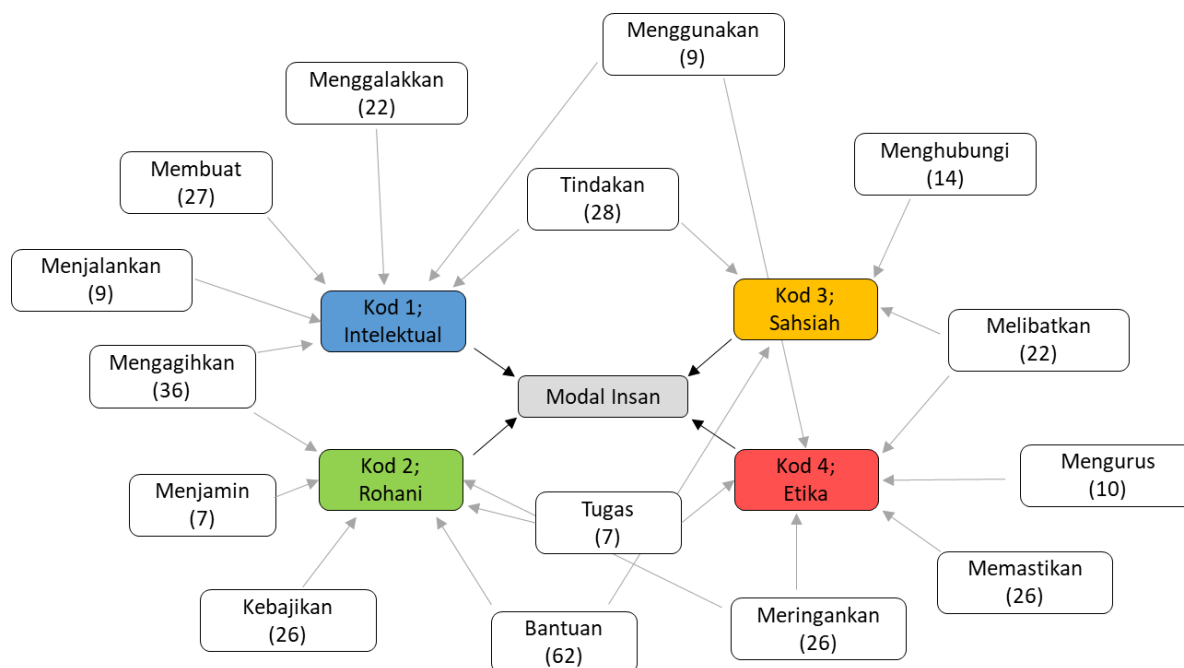 Menggunakan
(9)
Menggalakkan
(22)
Menghubungi
(14)
Membuat
(27)
Tindakan
(28)
Menjalankan
(9)
Kod 1;
Intelektual
Kod 3;
Sahsiah
Melibatkan
(22)
Mengagihkan
(36)
Modal Insan
Kod 2;
Rohani
Kod 4;
Etika
Mengurus
(10)
Menjamin
(7)
Tugas
(7)
Memastikan
(26)
Kebajikan
(26)
Bantuan
(62)
Meringankan
(26)